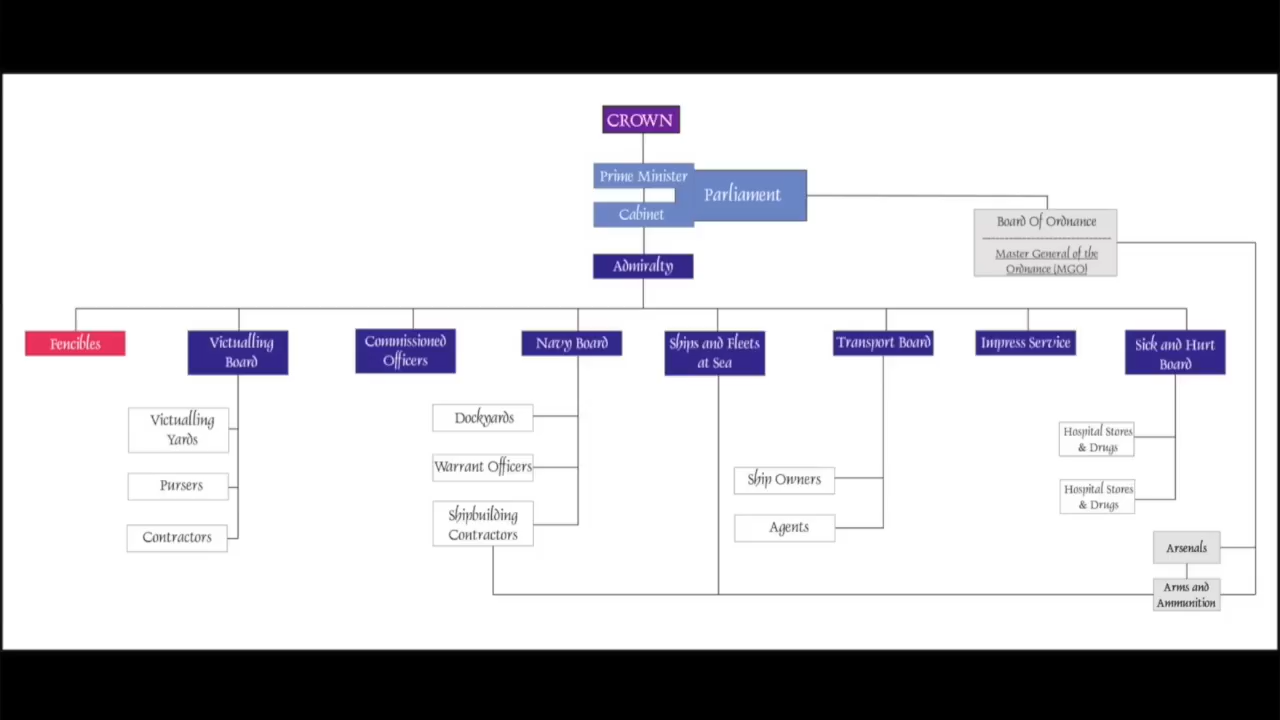 CROWN
Prime Minister
Parliament
Cabinet
Board Of Ordnance
Master General of the
Ordnance (MGO)
Admiralty
Fencibles
Victualling
Board
Commissioned
Officers
Navy Board
Ships and Fleets
at Sea
Transport Board
Impress Service
Sick and Hurt
Board
Victualling
Yards
Pursers
Contractors
Dockyards
Warrant Officers
Shipbuilding
Contractors
Ship Owners
Agents
Hospital Stores
& Drugs
Hospital Stores
& Drugs
Arsenals
Arms and
Ammunition